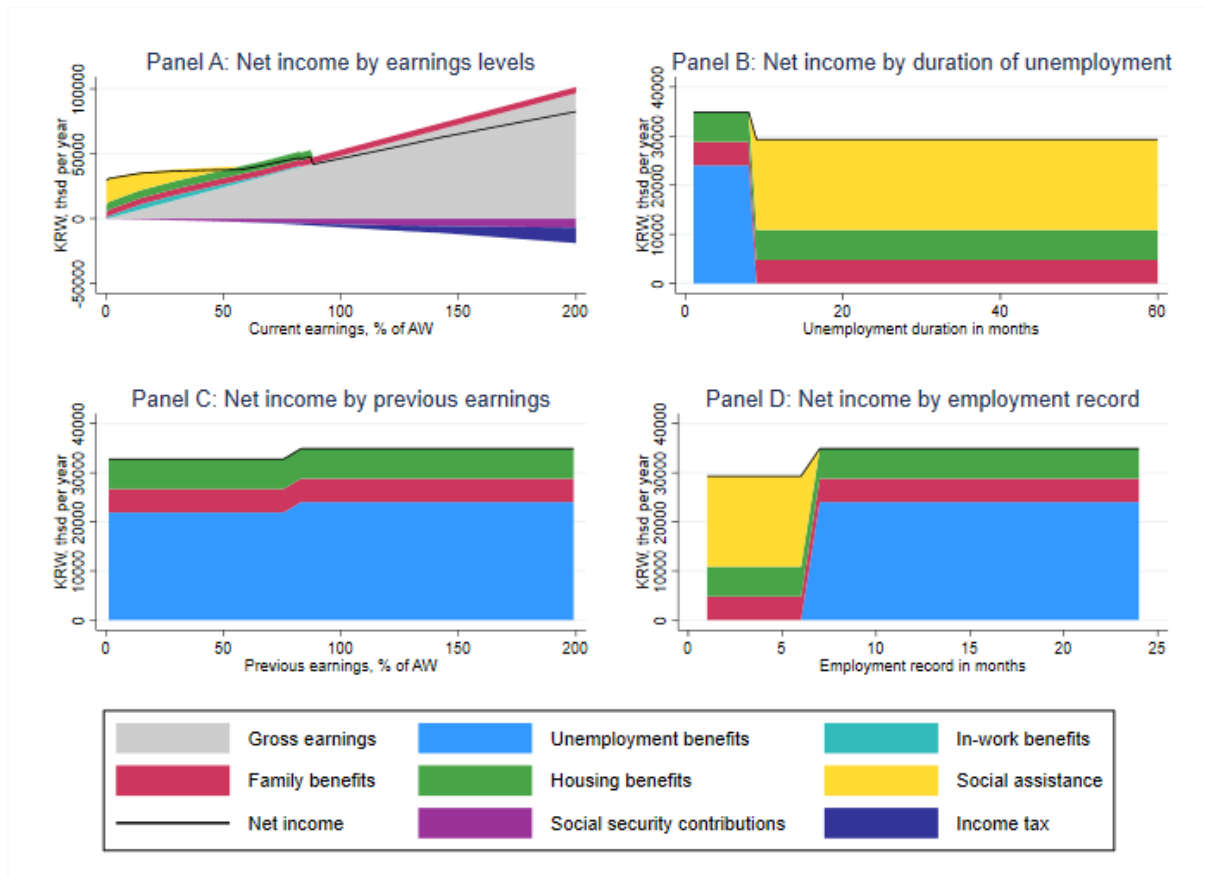 Panel A: Net income by earnings levels
KRW, thsd per year
-50000 0 50000 100000
0 50 100 150 200
Current earnings, % of AW
Panel B: Net income by duration of unemployment
KRW, thsd per year
0 10000 20000 30000 40000
0 20 40 60
Unemployment duration in months
Panel C: Net income by previous earnings
KRW, thsd per year
0 10000 20000 30000 40000
0 50 100 150 200
Previous earnings, % of AW
Panel D: Net income by employment record
KRW, thsd per year
0 10000 20000 30000 40000
0 5 10 15 20 25
Employment record in months
Gross earnings Unemployment benefits In-work benefits
Family benefits Housing benefits Social assistance
Net income Social security contributions Income tax